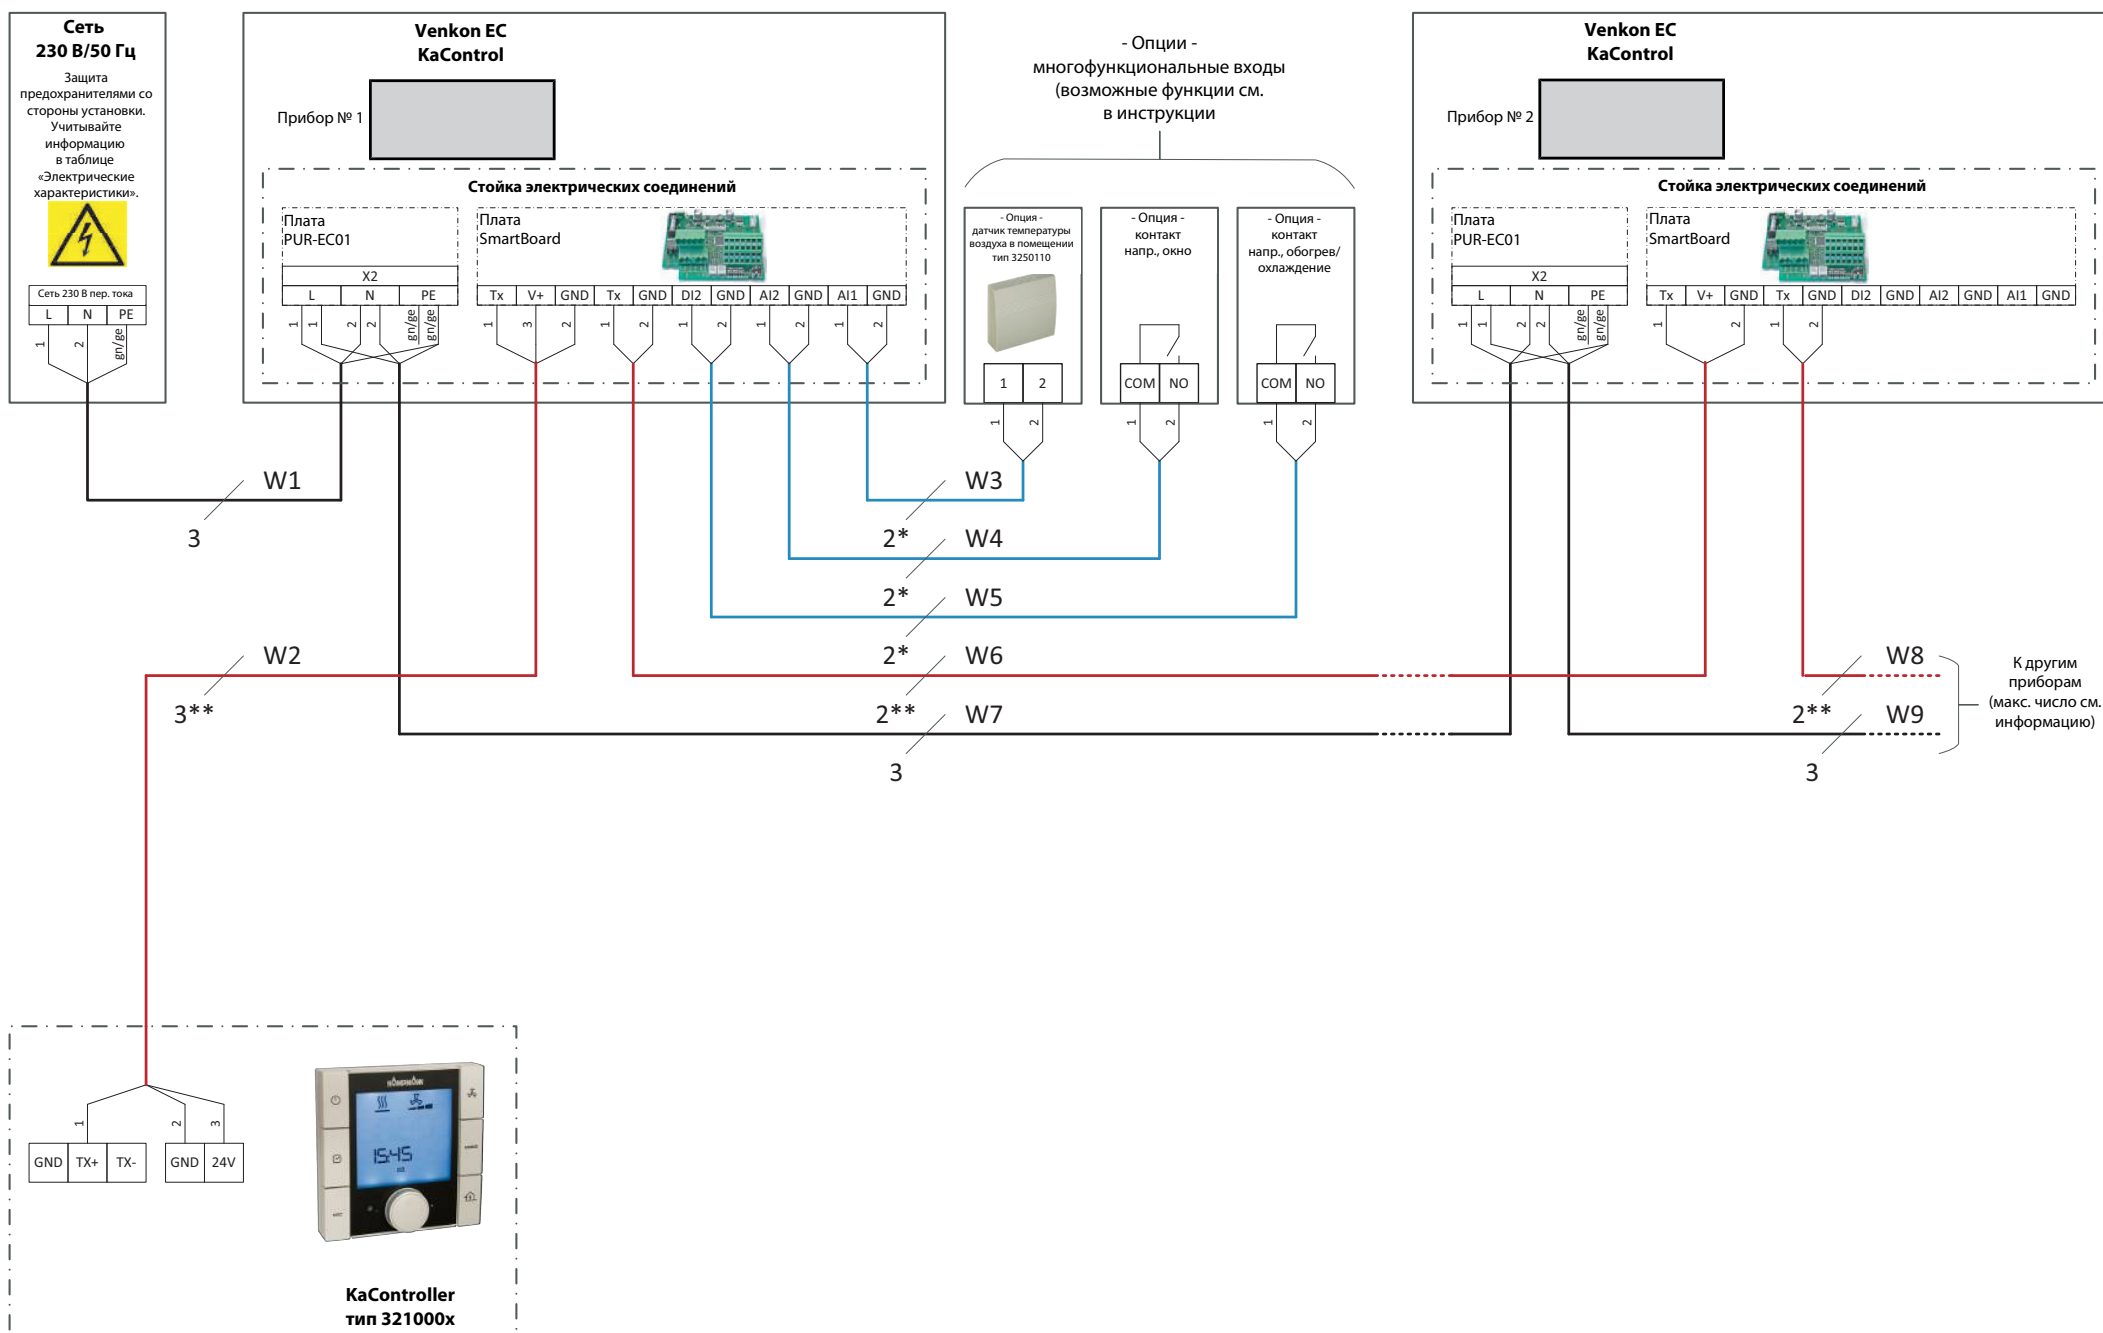 Сеть
230 В/50 Гц
Защита
предохранителями со
стороны установки.
Учитывайте
информацию
в таблице
«Электрические
характеристики».
Сеть 230 В пер. тока
L N PE
1 2 gn/ge
Venkon EC
KaControl
Прибор № 1
Стойка электрических соединений
Плата
PUR-EC01
X2
L N PE
1 1 2 2 gn/ge gn/ge
Плата
SmartBoard
Tx V+ GND Tx GND DI2 GND AI2 GND AI1 GND
1 3 2 1 2 1 2 1 2 1 2
- Опции -
многофункциональные входы
(возможные функции см.
в инструкции
- Опция -
датчик температуры
воздуха в помещении
тип 3250110
1 2
1 2
- Опция -
контакт
напр., окно
COM NO
1 2
- Опция -
контакт
напр., обогрев/
охлаждение
COM NO
1 2
Venkon EC
KaControl
Прибор № 2
Стойка электрических соединений
Плата
PUR-EC01
X2
L N PE
1 1 2 2 gn/ge gn/ge
Плата
SmartBoard
Tx V+ GND Tx GND DI2 GND AI2 GND AI1 GND
1 2 1 2
W1
3
W3
2*
W4
2*
W5
2*
W2
3**
W6
2**
W7
3
W8
2**
W9
3
К другим
приборам
(макс. число см.
информацию)
1 2 3
GND TX+ TX- GND 24V
KAMPMANN
15:45
KaController
тип 321000x